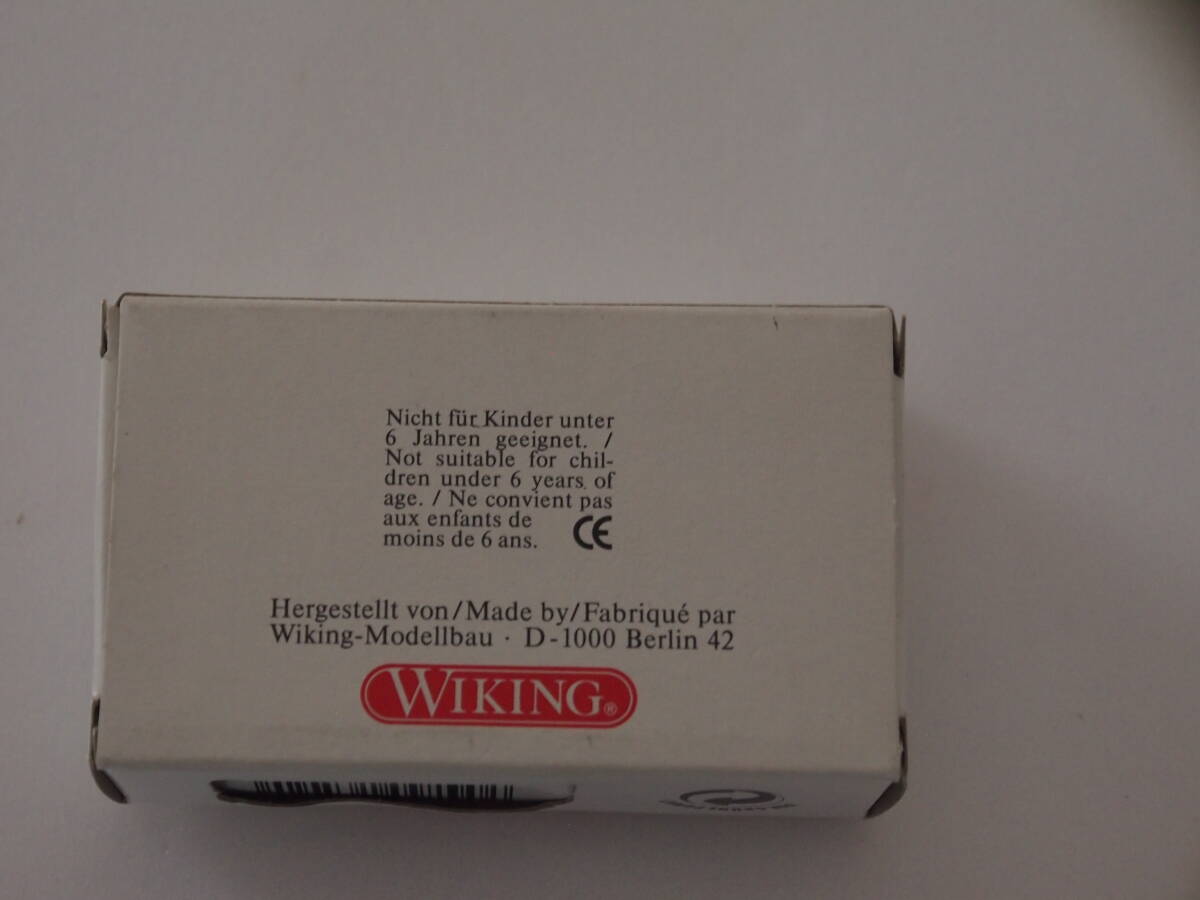 Nicht für Kinder unter
6 Jahren geeignet. /
Not suitable for chil-
dren under 6 years of
age. / Ne convient pas
aux enfants de
moins de 6 ans. CE
Hergestellt von/Made by/Fabriqué par
Wiking-Modellbau · D-1000 Berlin 42
WIKING®